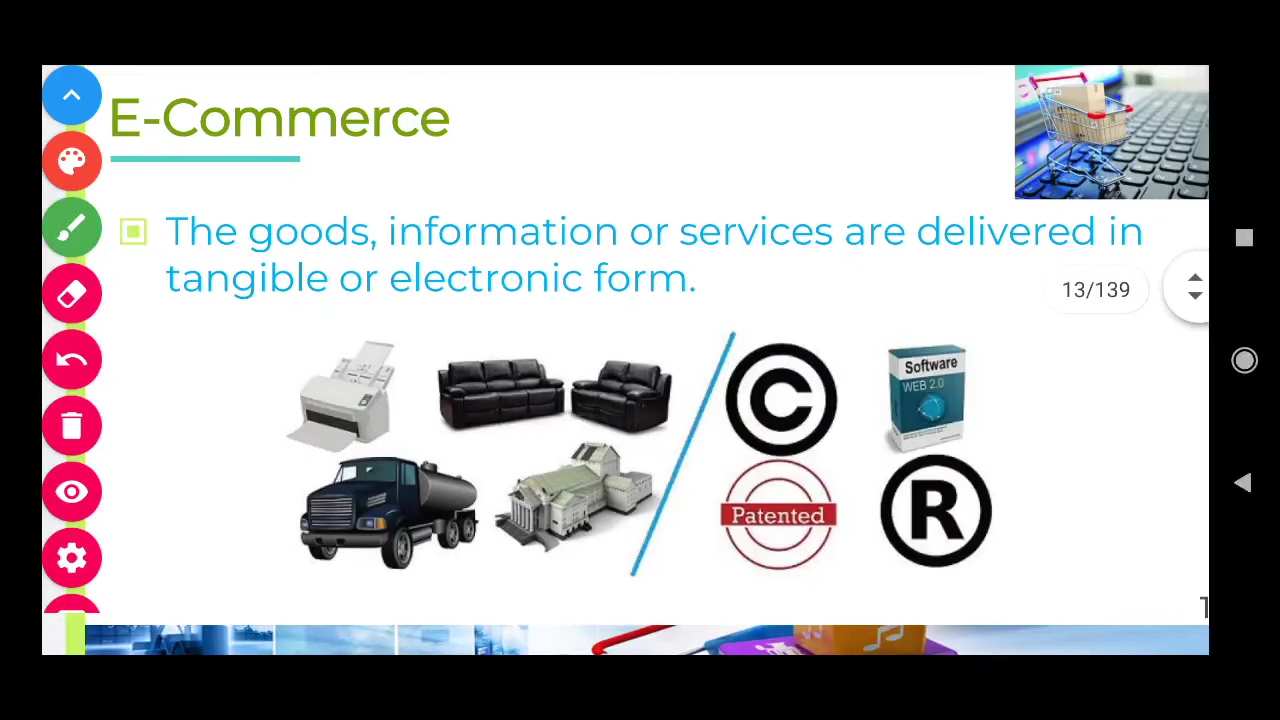 E-Commerce
The goods, information or services are delivered in
tangible or electronic form.
13/139
Software
WEB 2.0
C
Patented
R